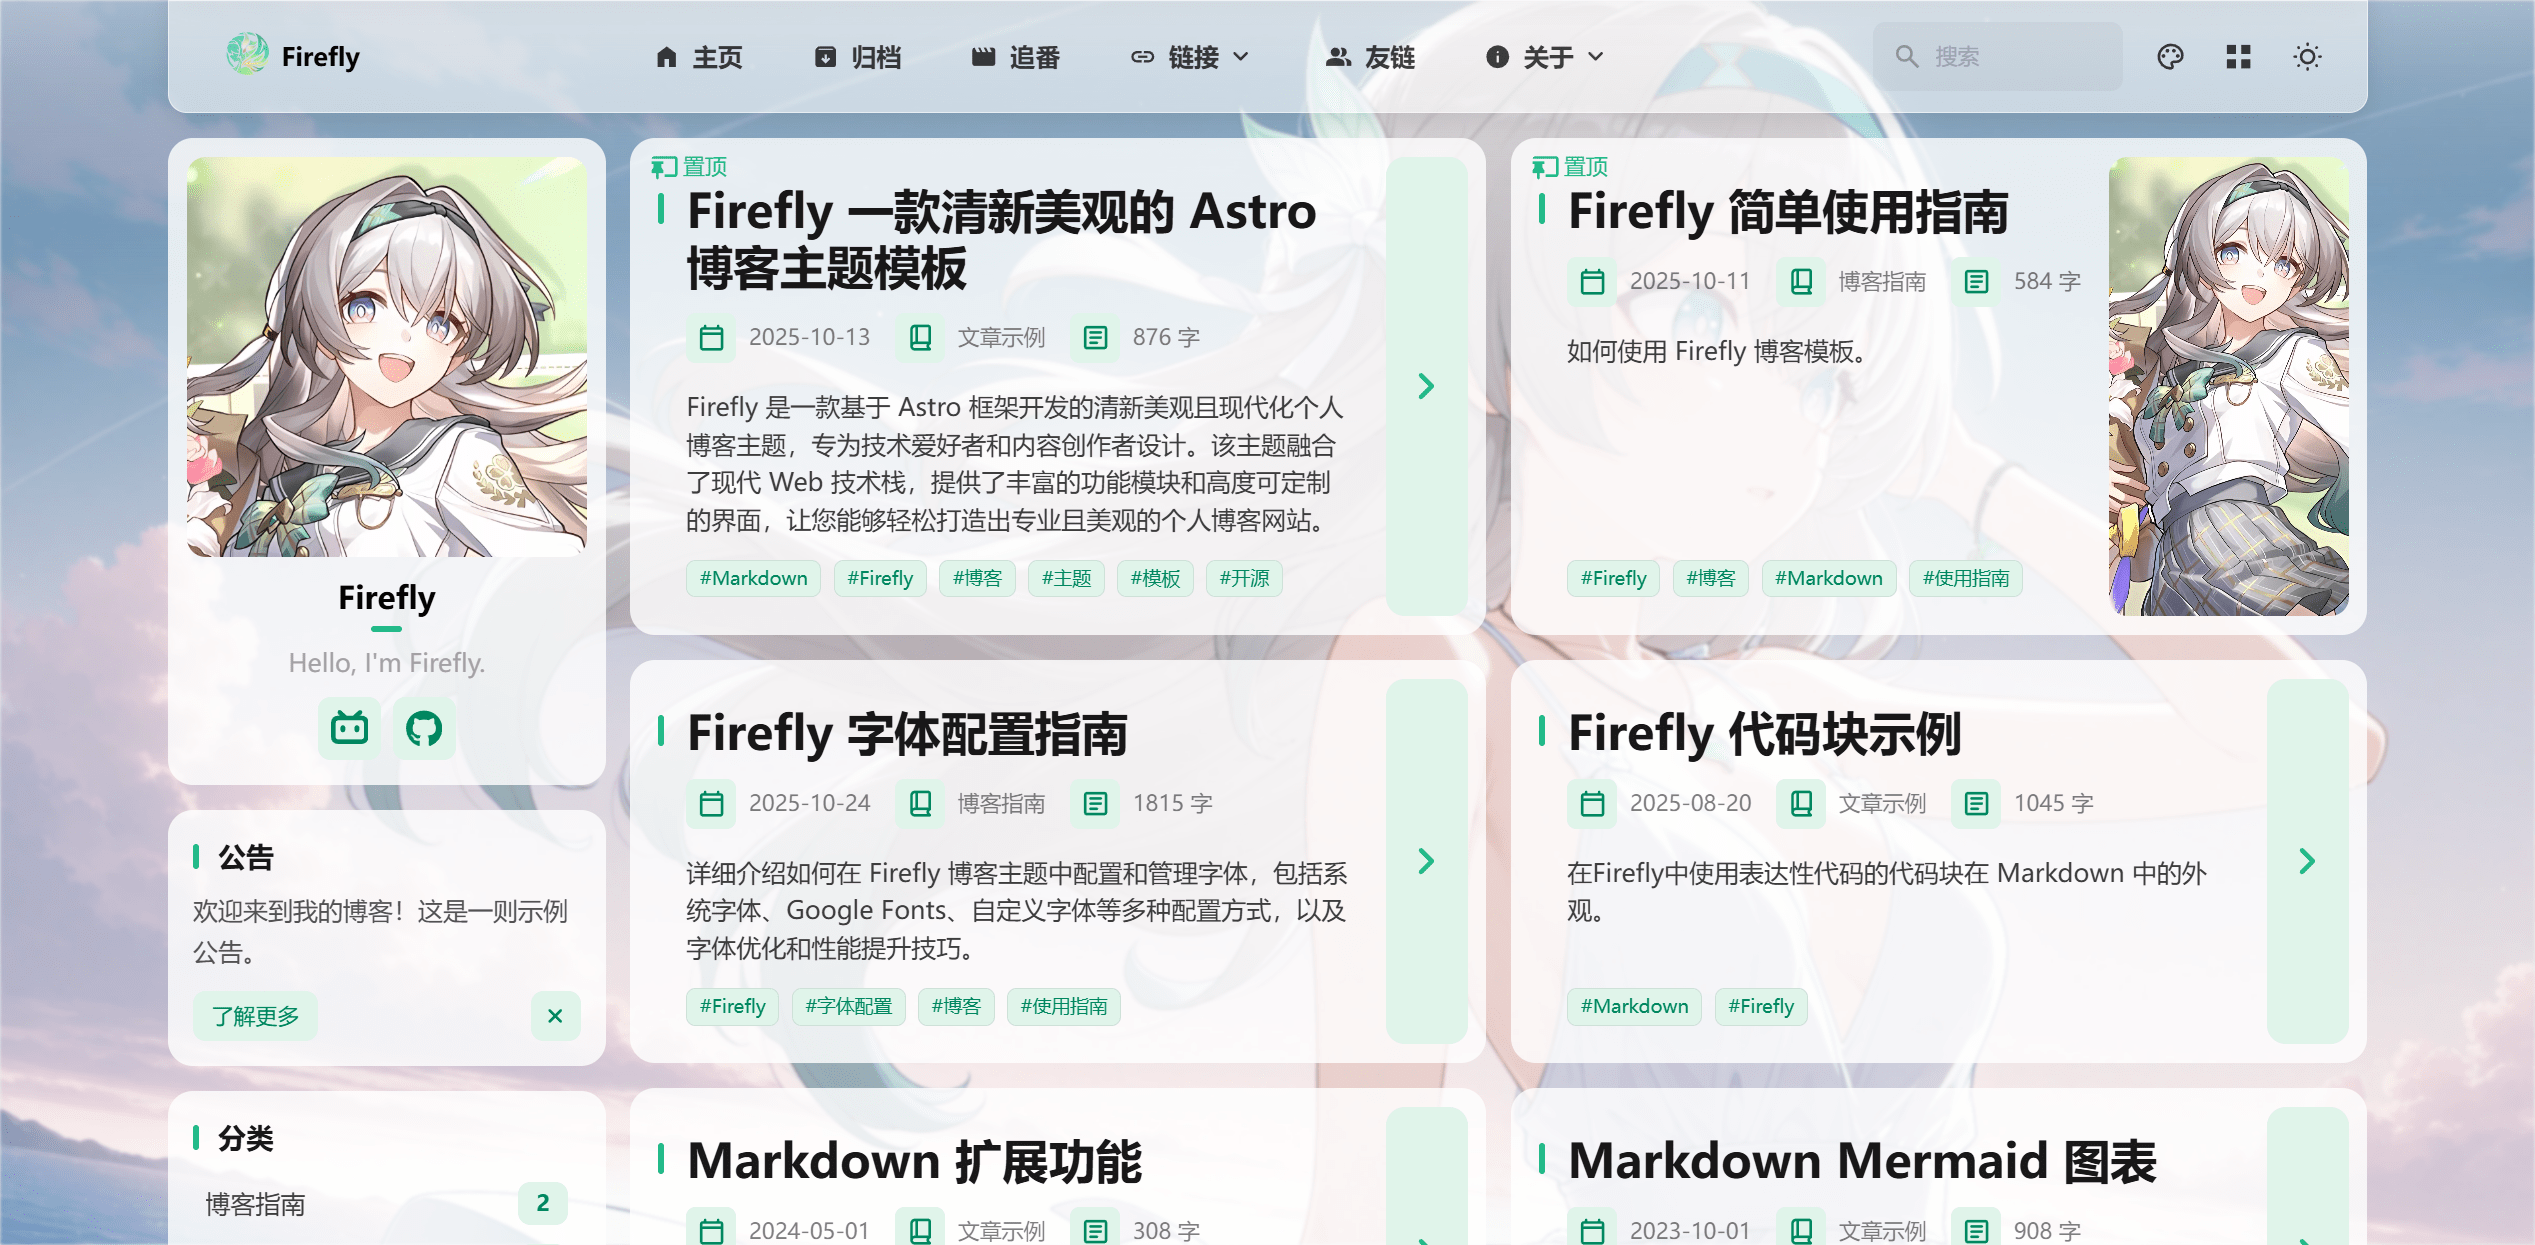 Firefly
主页
归档
追番
链接
友链
关于
搜索
Firefly
Hello, I'm Firefly.
公告
欢迎来到我的博客！这是一则示例
公告。
了解更多
分类
博客指南
2
置顶
Firefly 一款清新美观的 Astro
博客主题模板
2025-10-13 文章示例 876 字
Firefly 是一款基于 Astro 框架开发的清新美观且现代化个人
博客主题，专为技术爱好者和内容创作者设计。该主题融合
了现代 Web 技术栈，提供了丰富的功能模块和高度可定制
的界面，让您能够轻松打造出专业且美观的个人博客网站。
#Markdown #Firefly #博客 #主题 #模板 #开源
置顶
Firefly 简单使用指南
2025-10-11 博客指南 584 字
如何使用 Firefly 博客模板。
#Firefly #博客 #Markdown #使用指南
Firefly 字体配置指南
2025-10-24 博客指南 1815 字
详细介绍如何在 Firefly 博客主题中配置和管理字体，包括系
统字体、Google Fonts、自定义字体等多种配置方式，以及
字体优化和性能提升技巧。
#Firefly #字体配置 #博客 #使用指南
Firefly 代码块示例
2025-08-20 文章示例 1045 字
在Firefly中使用表达性代码的代码块在 Markdown 中的外
观。
#Markdown #Firefly
Markdown 扩展功能
2024-05-01 文章示例 308 字
Markdown Mermaid 图表
2023-10-01 文章示例 908 字